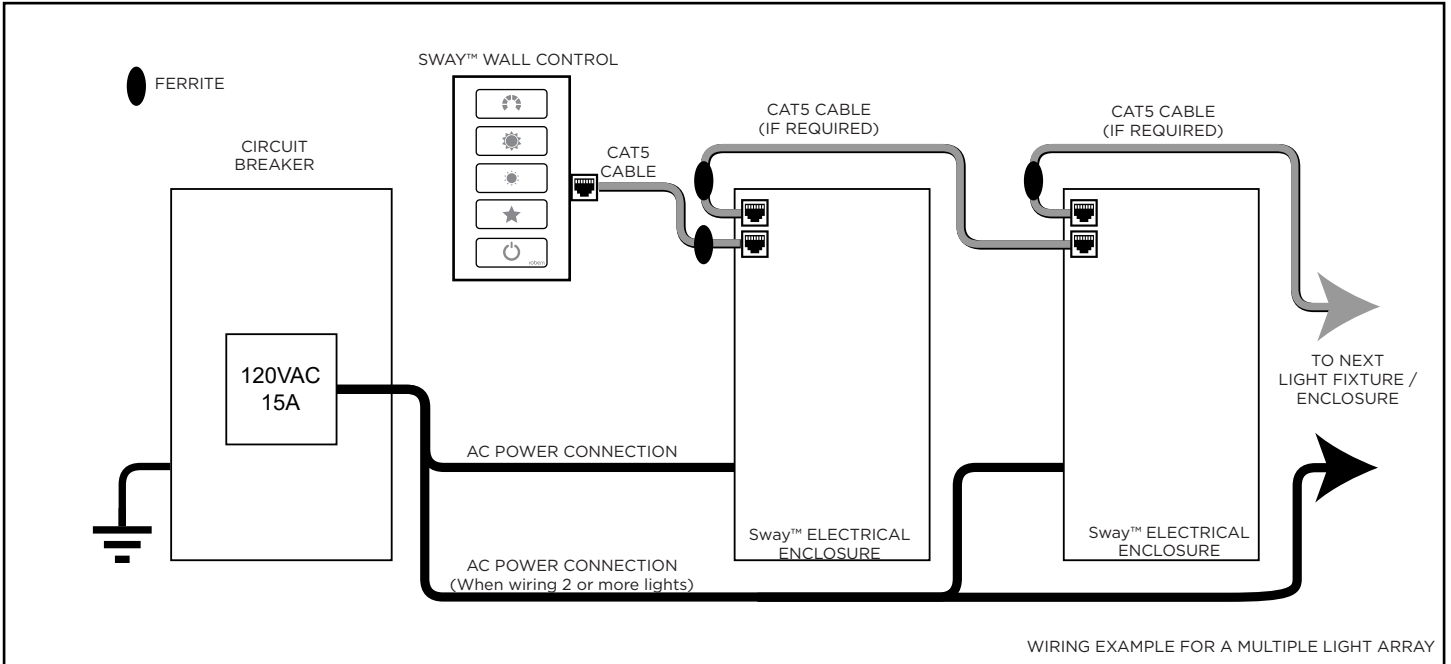 SWAY™ WALL CONTROL
FERRITE
CIRCUIT
BREAKER
CAT5
CABLE
CAT5 CABLE
(IF REQUIRED)
CAT5 CABLE
(IF REQUIRED)
robern
120VAC
15A
TO NEXT
LIGHT FIXTURE /
ENCLOSURE
AC POWER CONNECTION
Sway™ ELECTRICAL
ENCLOSURE
Sway™ ELECTRICAL
ENCLOSURE
AC POWER CONNECTION
(When wiring 2 or more lights)
WIRING EXAMPLE FOR A MULTIPLE LIGHT ARRAY